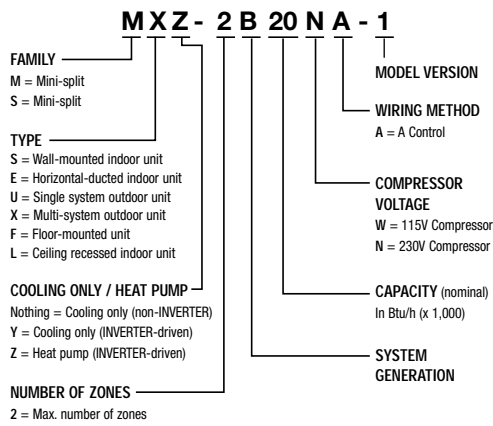 MXZ-2B20NA-1
FAMILY
M = Mini-split
S = Mini-split
TYPE
S = Wall-mounted indoor unit
E = Horizontal-ducted indoor unit
U = Single system outdoor unit
X = Multi-system outdoor unit
F = Floor-mounted unit
L = Ceiling recessed indoor unit
COOLING ONLY / HEAT PUMP
Nothing = Cooling only (non-INVERTER)
Y = Cooling only (INVERTER-driven)
Z = Heat pump (INVERTER-driven)
NUMBER OF ZONES
2 = Max. number of zones
MODEL VERSION
WIRING METHOD
A = A Control
COMPRESSOR
VOLTAGE
W = 115V Compressor
N = 230V Compressor
CAPACITY (nominal)
In Btu/h (x 1,000)
SYSTEM
GENERATION